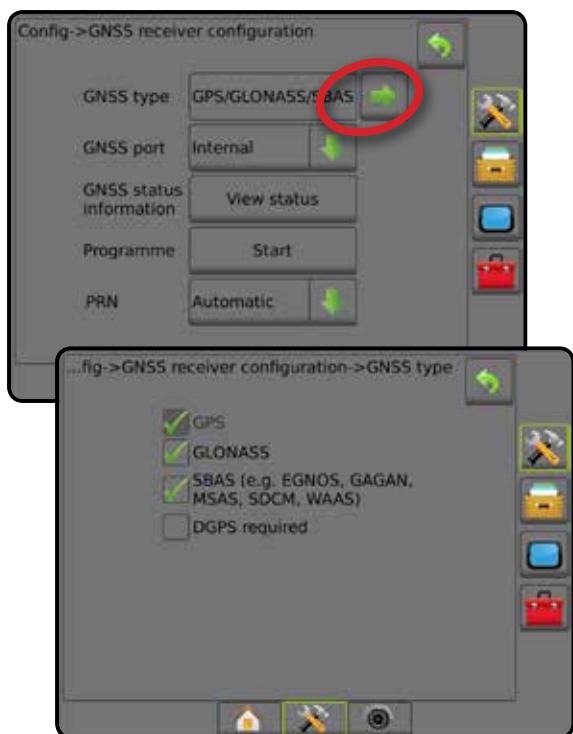 Config->GNSS receiver configuration
GNSS type GPS/GLONASS/SBAS
GNSS port Internal
GNSS status
information View status
Programme Start
PRN Automatic
...fig->GNSS receiver configuration->GNSS type
GPS
GLONASS
SBAS (e.g. EGNOS, GAGAN,
MSAS, SDCM, WAAS)
DGPS required